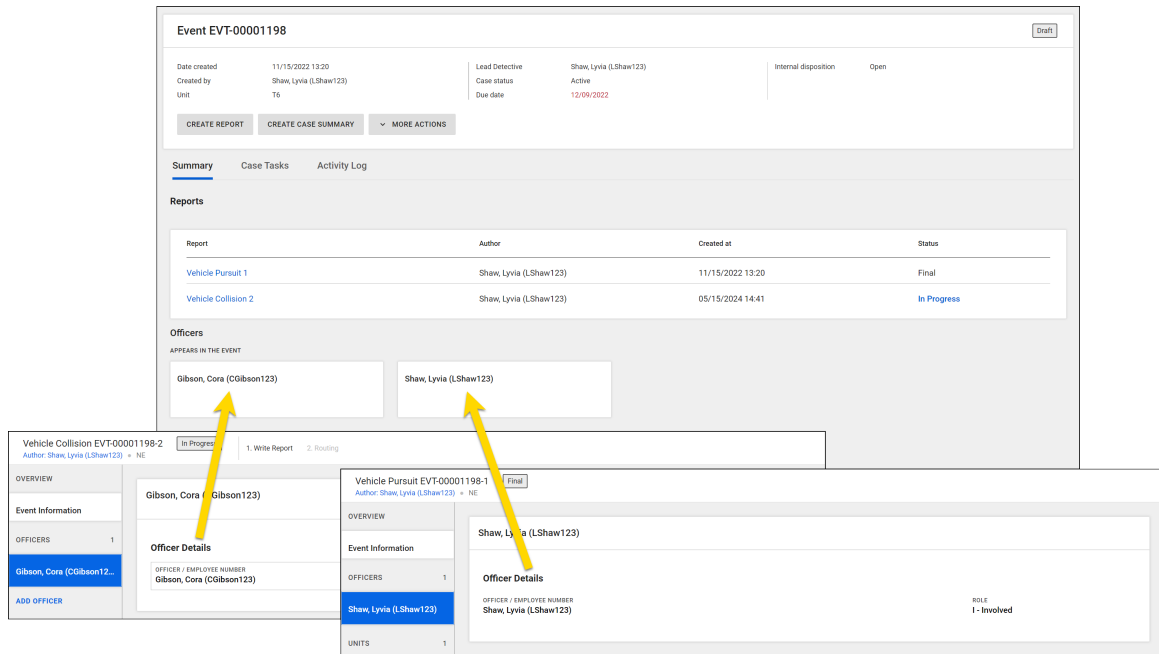 Event EVT-00001198
Draft
Date created 11/15/2022 13:20
Created by Shaw, Lyvia (LShaw123)
Unit T6
Lead Detective Shaw, Lyvia (LShaw123)
Case status Active
Due date 12/09/2022
Internal disposition Open
CREATE REPORT CREATE CASE SUMMARY MORE ACTIONS
Summary Case Tasks Activity Log
Reports
Report Author Created at Status
Vehicle Pursuit 1 Shaw, Lyvia (LShaw123) 11/15/2022 13:20 Final
Vehicle Collision 2 Shaw, Lyvia (LShaw123) 05/15/2024 14:41 In Progress
Officers
APPEARS IN THE EVENT
Gibson, Cora (CGibson123) Shaw, Lyvia (LShaw123)
Vehicle Collision EVT-00001198-2 In Progress 1. Write Report 2. Routing
Author: Shaw, Lyvia (LShaw123) NE
OVERVIEW
Event Information
OFFICERS 1
Gibson, Cora (CGibson12...
ADD OFFICER
Gibson, Cora (CGibson123)
Officer Details
OFFICER / EMPLOYEE NUMBER
Gibson, Cora (CGibson123)
Vehicle Pursuit EVT-00001198-1 Final
Author: Shaw, Lyvia (LShaw123) NE
OVERVIEW
Event Information
OFFICERS 1
Shaw, Lyvia (LShaw123)
UNITS 1
Shaw, Lyvia (LShaw123)
Officer Details
OFFICER / EMPLOYEE NUMBER ROLE
Shaw, Lyvia (LShaw123) I - Involved